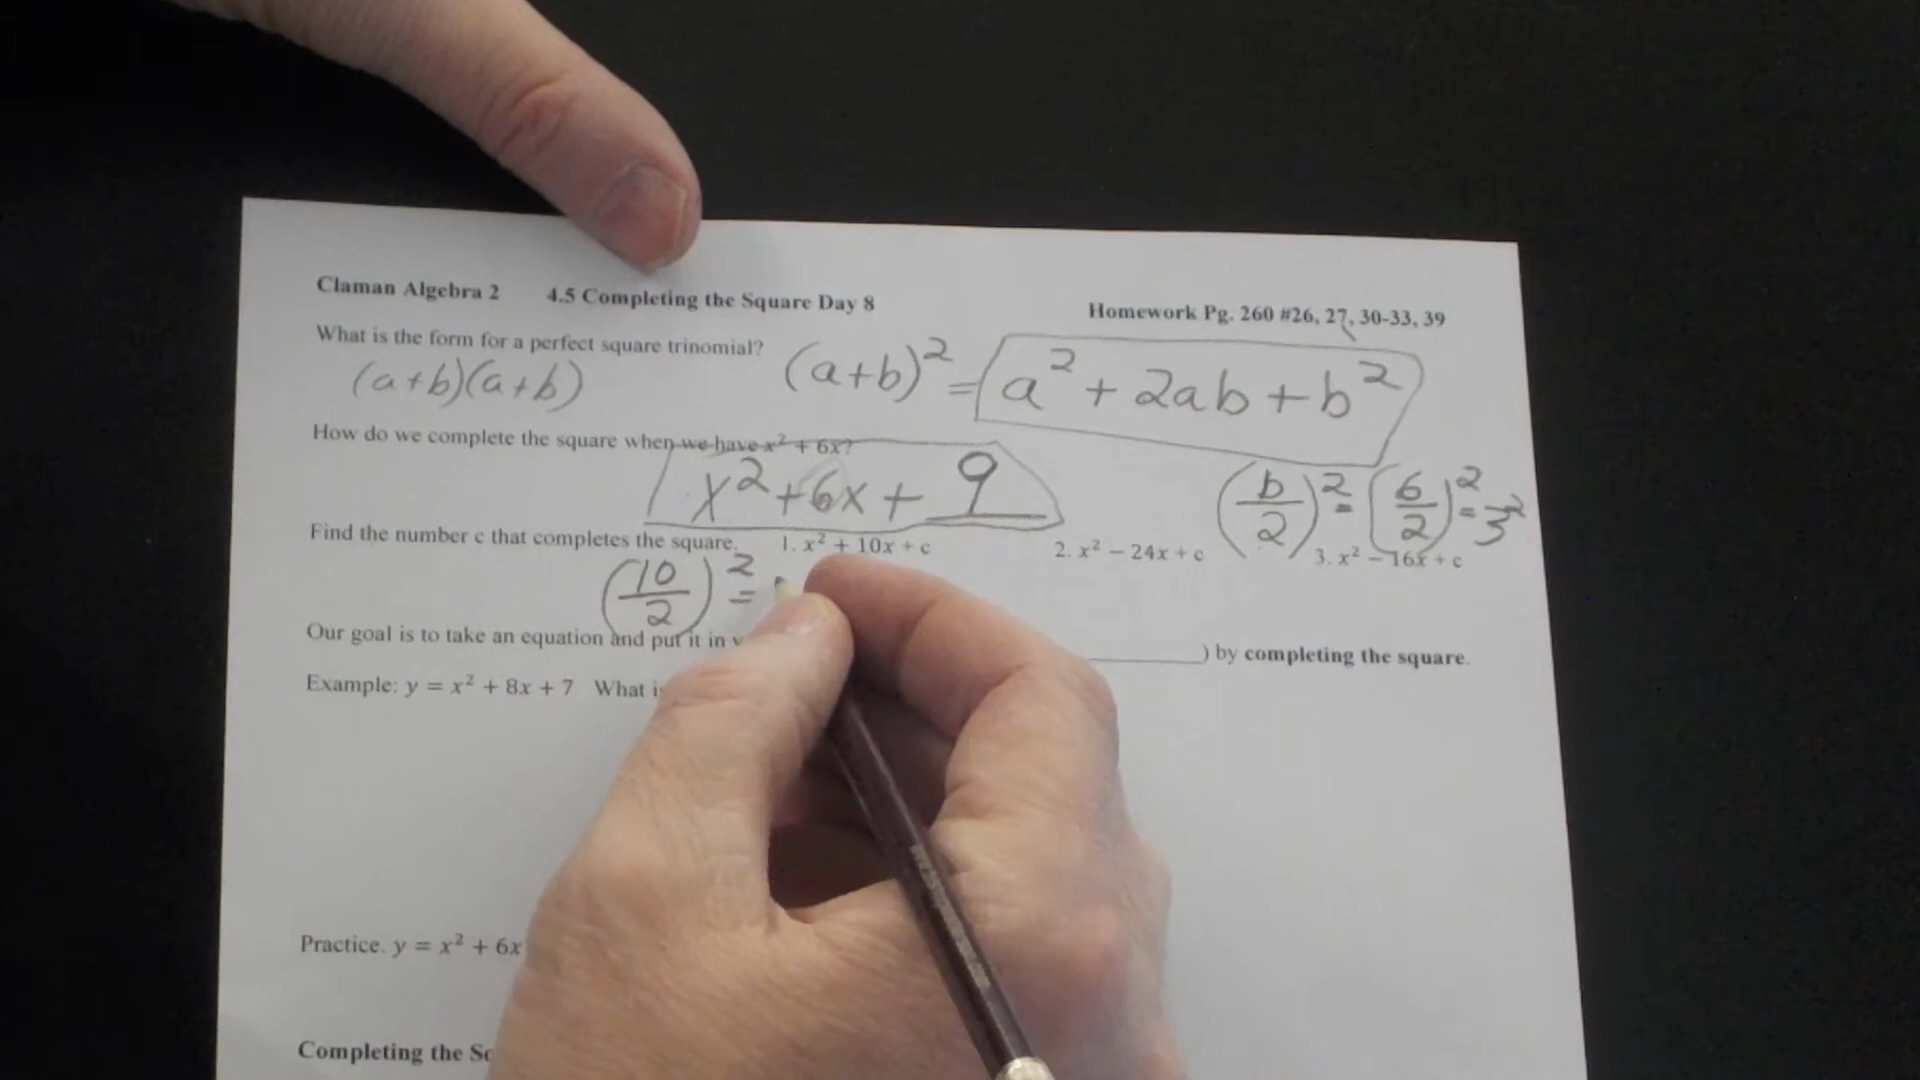 Claman Algebra 2 4.5 Completing the Square Day 8 Homework Pg. 260 #26, 27, 30-33, 39
What is the form for a perfect square trinomial?
(a+b)(a+b) (a+b)² = a² + 2ab + b²
How do we complete the square when we have x² + 6x?
x² + 6x + 9 (b/2)² = (6/2)² = 3²
Find the number c that completes the square. 1. x² + 10x + c 2. x² – 24x + c 3. x² – 16x + c
(10/2)² =
Our goal is to take an equation and put it in ) by completing the square.
Example: y = x² + 8x + 7 What
Practice. y = x² + 6x
Completing the